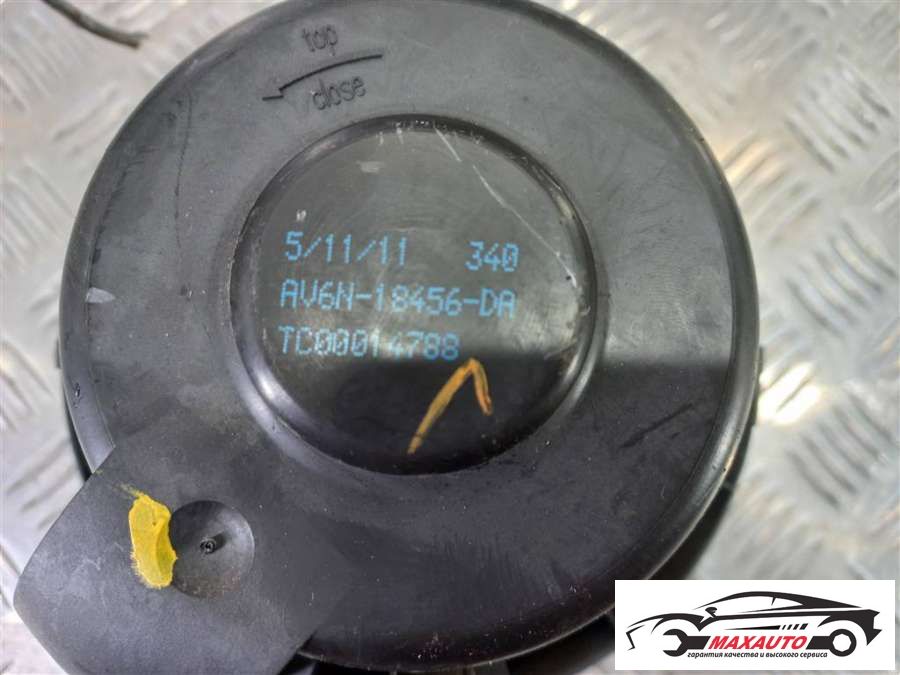 top
close
5/11/11 340
AV6N-18456-DA
TC00014788
MAXAUTO
гарантия качества и высокого сервиса